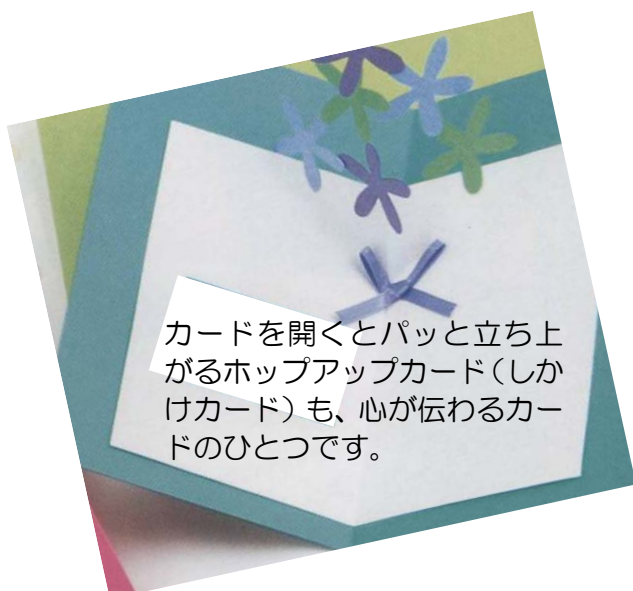 カードを開くとパッと立ち上
がるホップアップカード（しか
けカード）も、心が伝わるカー
ドのひとつです。